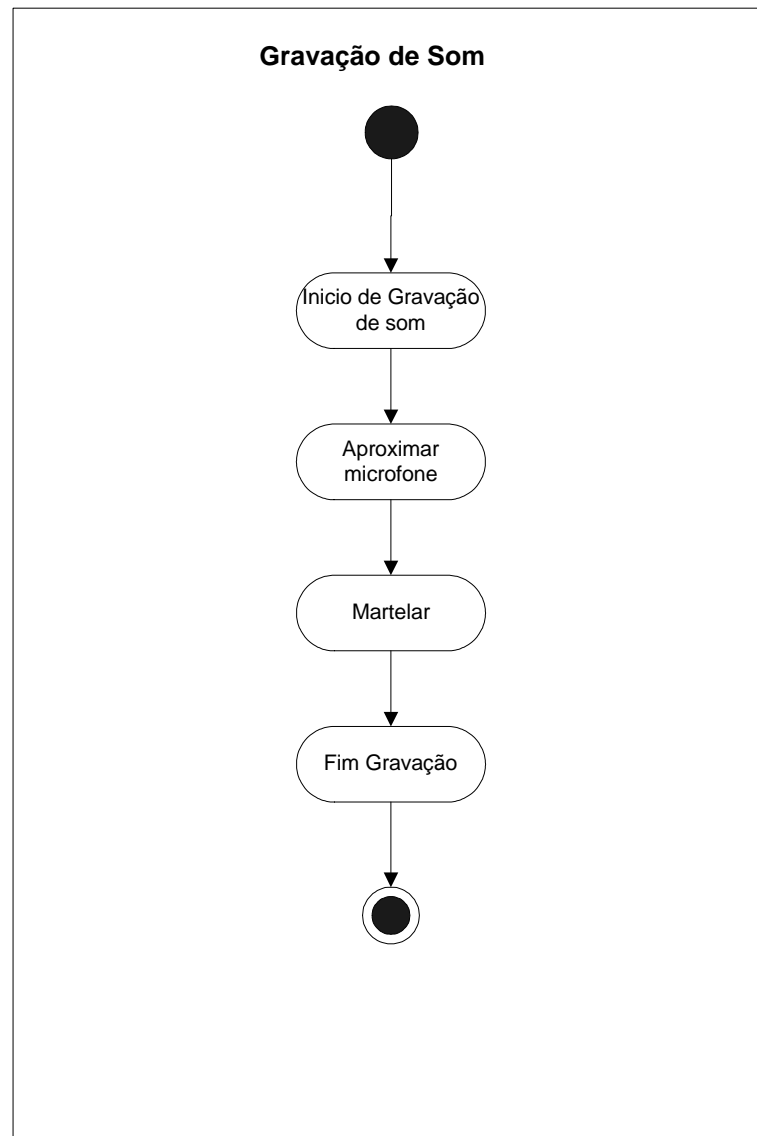 Gravação de Som
Inicio de Gravação
de som
Aproximar
microfone
Martelar
Fim Gravação